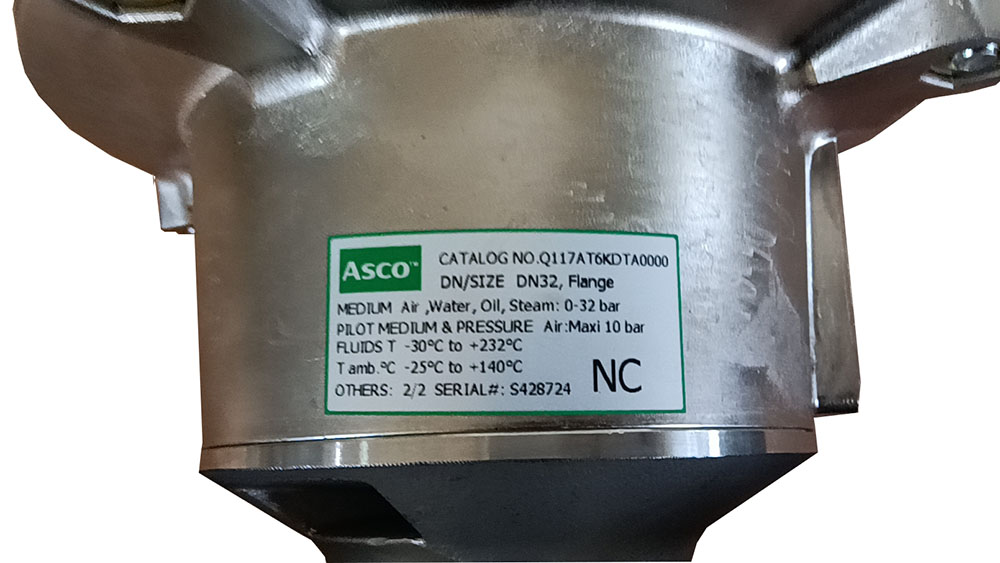 ASCO™
CATALOG NO.Q117AT6KDTA0000
DN/SIZE DN32, Flange
MEDIUM Air ,Water, Oil, Steam: 0-32 bar
PILOT MEDIUM & PRESSURE Air:Maxi 10 bar
FLUIDS T -30°C to +232°C
T amb.°C -25°C to +140°C
OTHERS: 2/2 SERIAL#: S428724
NC